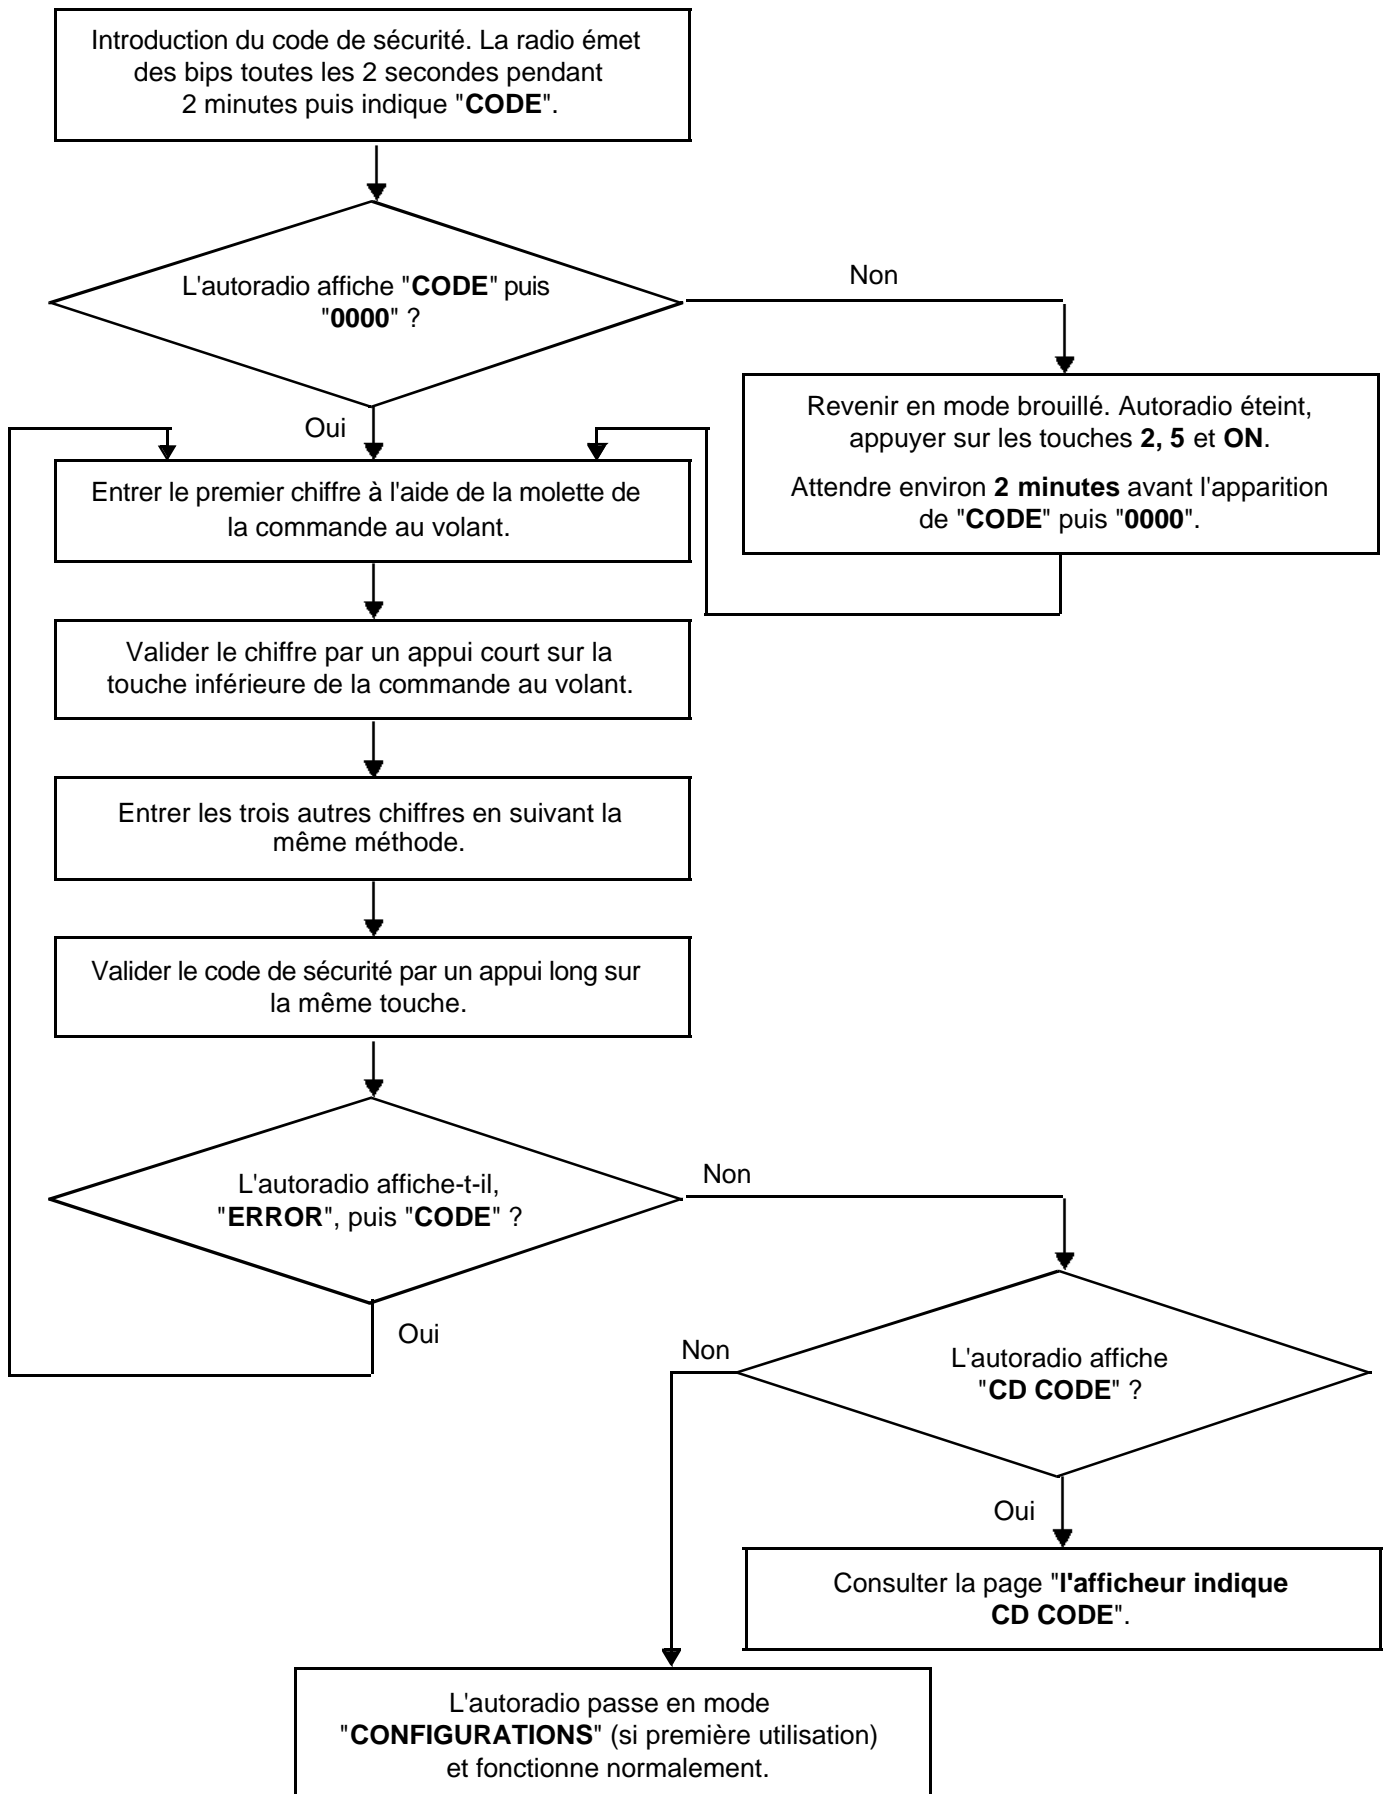 Introduction du code de sécurité. La radio émet
des bips toutes les 2 secondes pendant
2 minutes puis indique "CODE".
L'autoradio affiche "CODE" puis
"0000" ?
Non
Oui
Revenir en mode brouillé. Autoradio éteint,
appuyer sur les touches 2, 5 et ON.
Attendre environ 2 minutes avant l'apparition
de "CODE" puis "0000".
Entrer le premier chiffre à l'aide de la molette de
la commande au volant.
Valider le chiffre par un appui court sur la
touche inférieure de la commande au volant.
Entrer les trois autres chiffres en suivant la
même méthode.
Valider le code de sécurité par un appui long sur
la même touche.
L'autoradio affiche-t-il,
"ERROR", puis "CODE" ?
Non
Oui
L'autoradio affiche
"CD CODE" ?
Non
Oui
Consulter la page "l'afficheur indique
CD CODE".
L'autoradio passe en mode
"CONFIGURATIONS" (si première utilisation)
et fonctionne normalement.